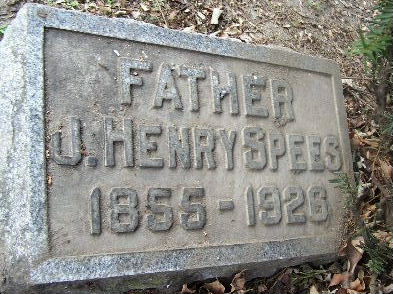 FATHER
J. HENRY SPEES
1855 - 1926